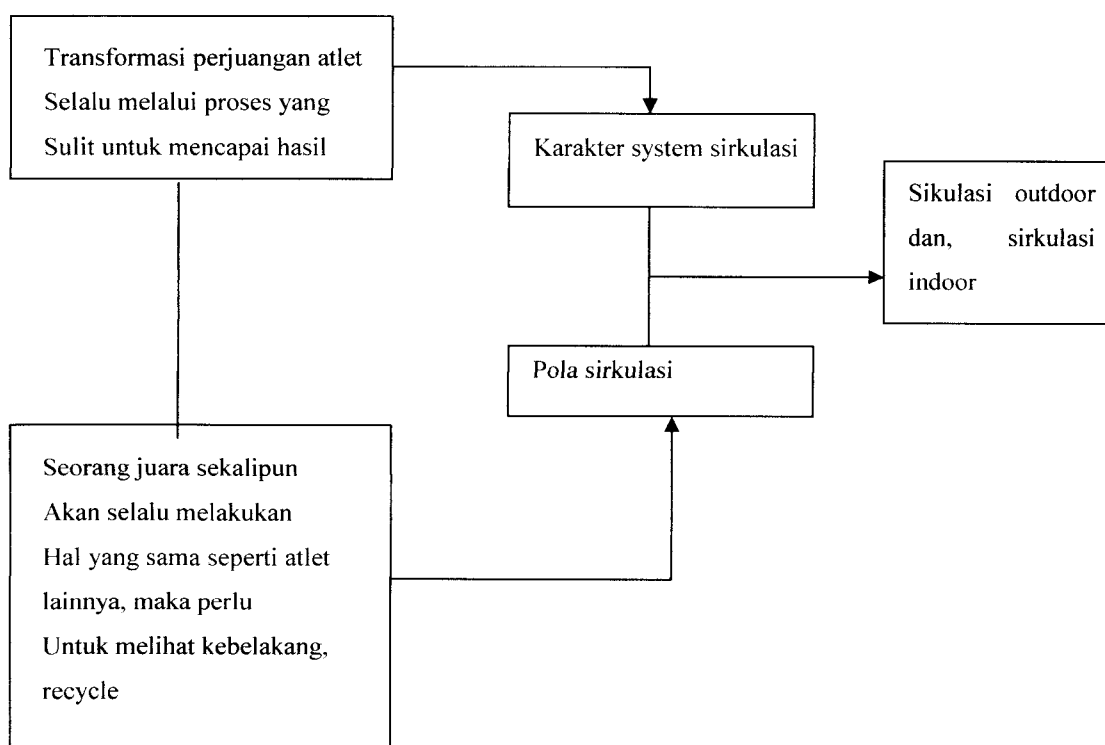 Transformasi perjuangan atlet
Selalu melalui proses yang
Sulit untuk mencapai hasil
Karakter system sirkulasi
Sikulasi outdoor
dan, sirkulasi
indoor
Pola sirkulasi
Seorang juara sekalipun
Akan selalu melakukan
Hal yang sama seperti atlet
lainnya, maka perlu
Untuk melihat kebelakang,
recycle